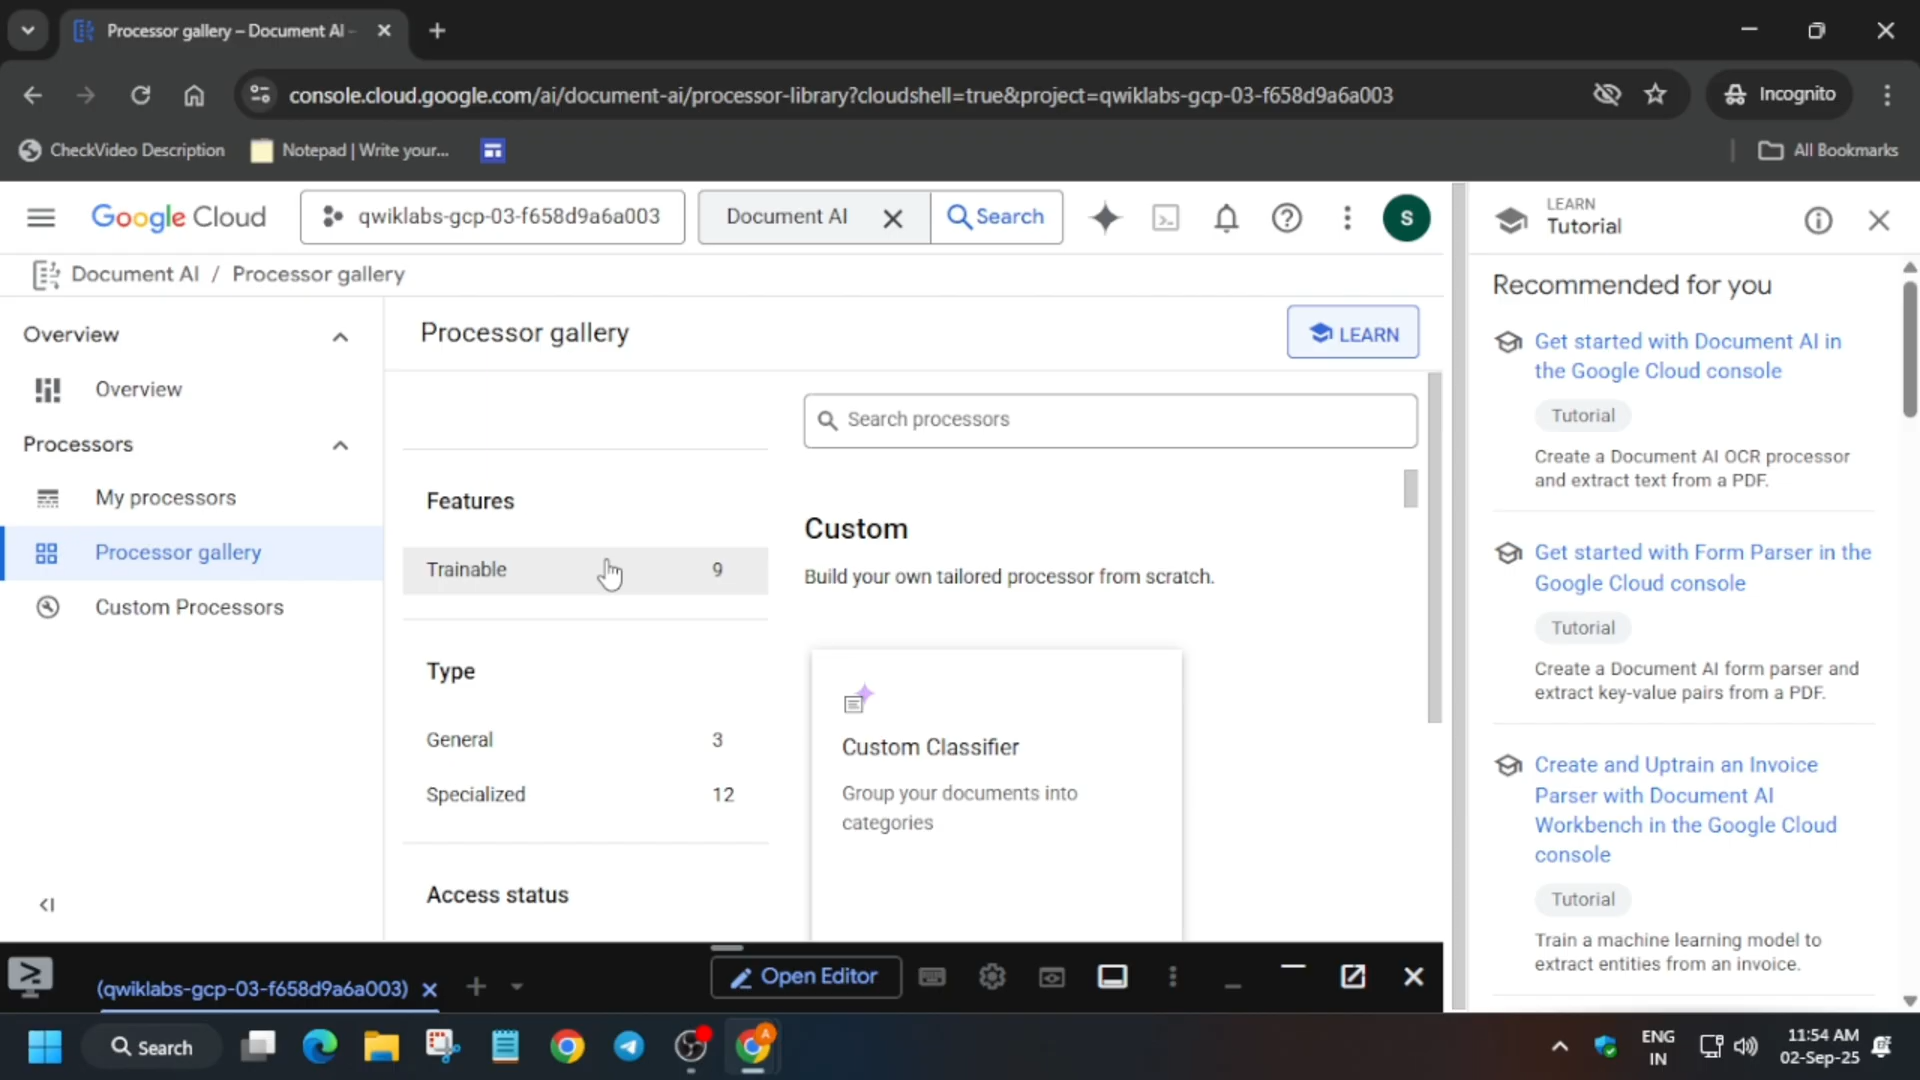 Processor gallery – Document AI –
console.cloud.google.com/ai/document-ai/processor-library?cloudshell=true&project=qwiklabs-gcp-03-f658d9a6a003
Incognito
CheckVideo Description
Notepad | Write your...
All Bookmarks
Google Cloud
qwiklabs-gcp-03-f658d9a6a003
Document AI
Search
S
LEARN
Tutorial
Document AI / Processor gallery
Overview
Overview
Processors
My processors
Processor gallery
Custom Processors
Processor gallery
LEARN
Search processors
Features
Trainable 9
Type
General 3
Specialized 12
Access status
Custom
Build your own tailored processor from scratch.
Custom Classifier
Group your documents into
categories
Recommended for you
Get started with Document AI in
the Google Cloud console
Tutorial
Create a Document AI OCR processor
and extract text from a PDF.
Get started with Form Parser in the
Google Cloud console
Tutorial
Create a Document AI form parser and
extract key-value pairs from a PDF.
Create and Uptrain an Invoice
Parser with Document AI
Workbench in the Google Cloud
console
Tutorial
Train a machine learning model to
extract entities from an invoice.
(qwiklabs-gcp-03-f658d9a6a003)
Open Editor
Search
A
ENG
IN
11:54 AM
02-Sep-25